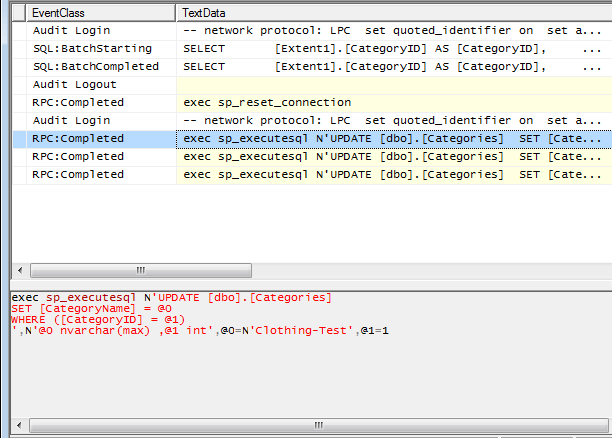 EventClass TextData
Audit Login -- network protocol: LPC set quoted_identifier on set a...
SQL:BatchStarting SELECT [Extent1].[CategoryID] AS [CategoryID], ...
SQL:BatchCompleted SELECT [Extent1].[CategoryID] AS [CategoryID], ...
Audit Logout
RPC:Completed exec sp_reset_connection
Audit Login -- network protocol: LPC set quoted_identifier on set a...
RPC:Completed exec sp_executesql N'UPDATE [dbo].[Categories] SET [Cate...
RPC:Completed exec sp_executesql N'UPDATE [dbo].[Categories] SET [Cate...
RPC:Completed exec sp_executesql N'UPDATE [dbo].[Categories] SET [Cate...
exec sp_executesql N'UPDATE [dbo].[Categories]
SET [CategoryName] = @0
WHERE ([CategoryID] = @1)
',N'@0 nvarchar(max) ,@1 int',@0=N'Clothing-Test',@1=1